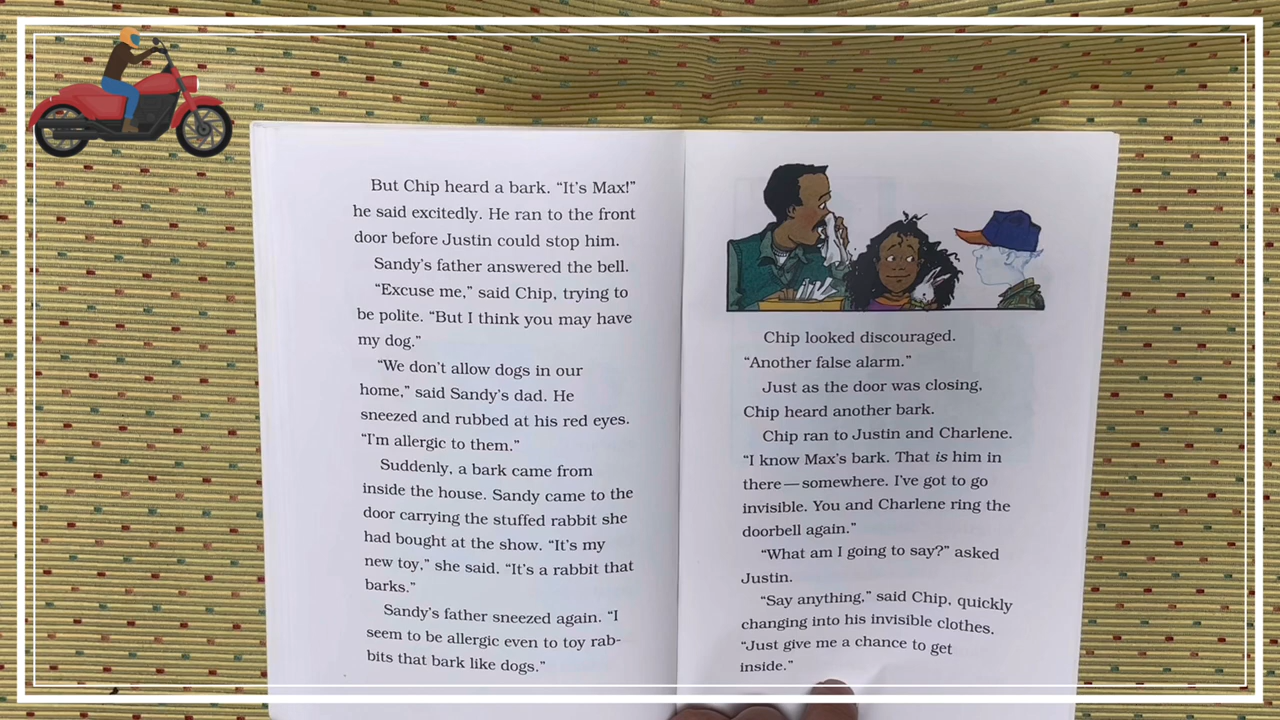 But Chip heard a bark. “It’s Max!”
he said excitedly. He ran to the front
door before Justin could stop him.
Sandy’s father answered the bell.
“Excuse me,” said Chip, trying to
be polite. “But I think you may have
my dog.”
“We don’t allow dogs in our
home,” said Sandy’s dad. He
sneezed and rubbed at his red eyes.
“I’m allergic to them.”
Suddenly, a bark came from
inside the house. Sandy came to the
door carrying the stuffed rabbit she
had bought at the show. “It’s my
new toy,” she said. “It’s a rabbit that
barks.”
Sandy’s father sneezed again. “I
seem to be allergic even to toy rab-
bits that bark like dogs.”
Chip looked discouraged.
“Another false alarm.”
Just as the door was closing,
Chip heard another bark.
Chip ran to Justin and Charlene.
“I know Max’s bark. That is him in
there—somewhere. I’ve got to go
invisible. You and Charlene ring the
doorbell again.”
“What am I going to say?” asked
Justin.
“Say anything,” said Chip, quickly
changing into his invisible clothes.
“Just give me a chance to get
inside.”